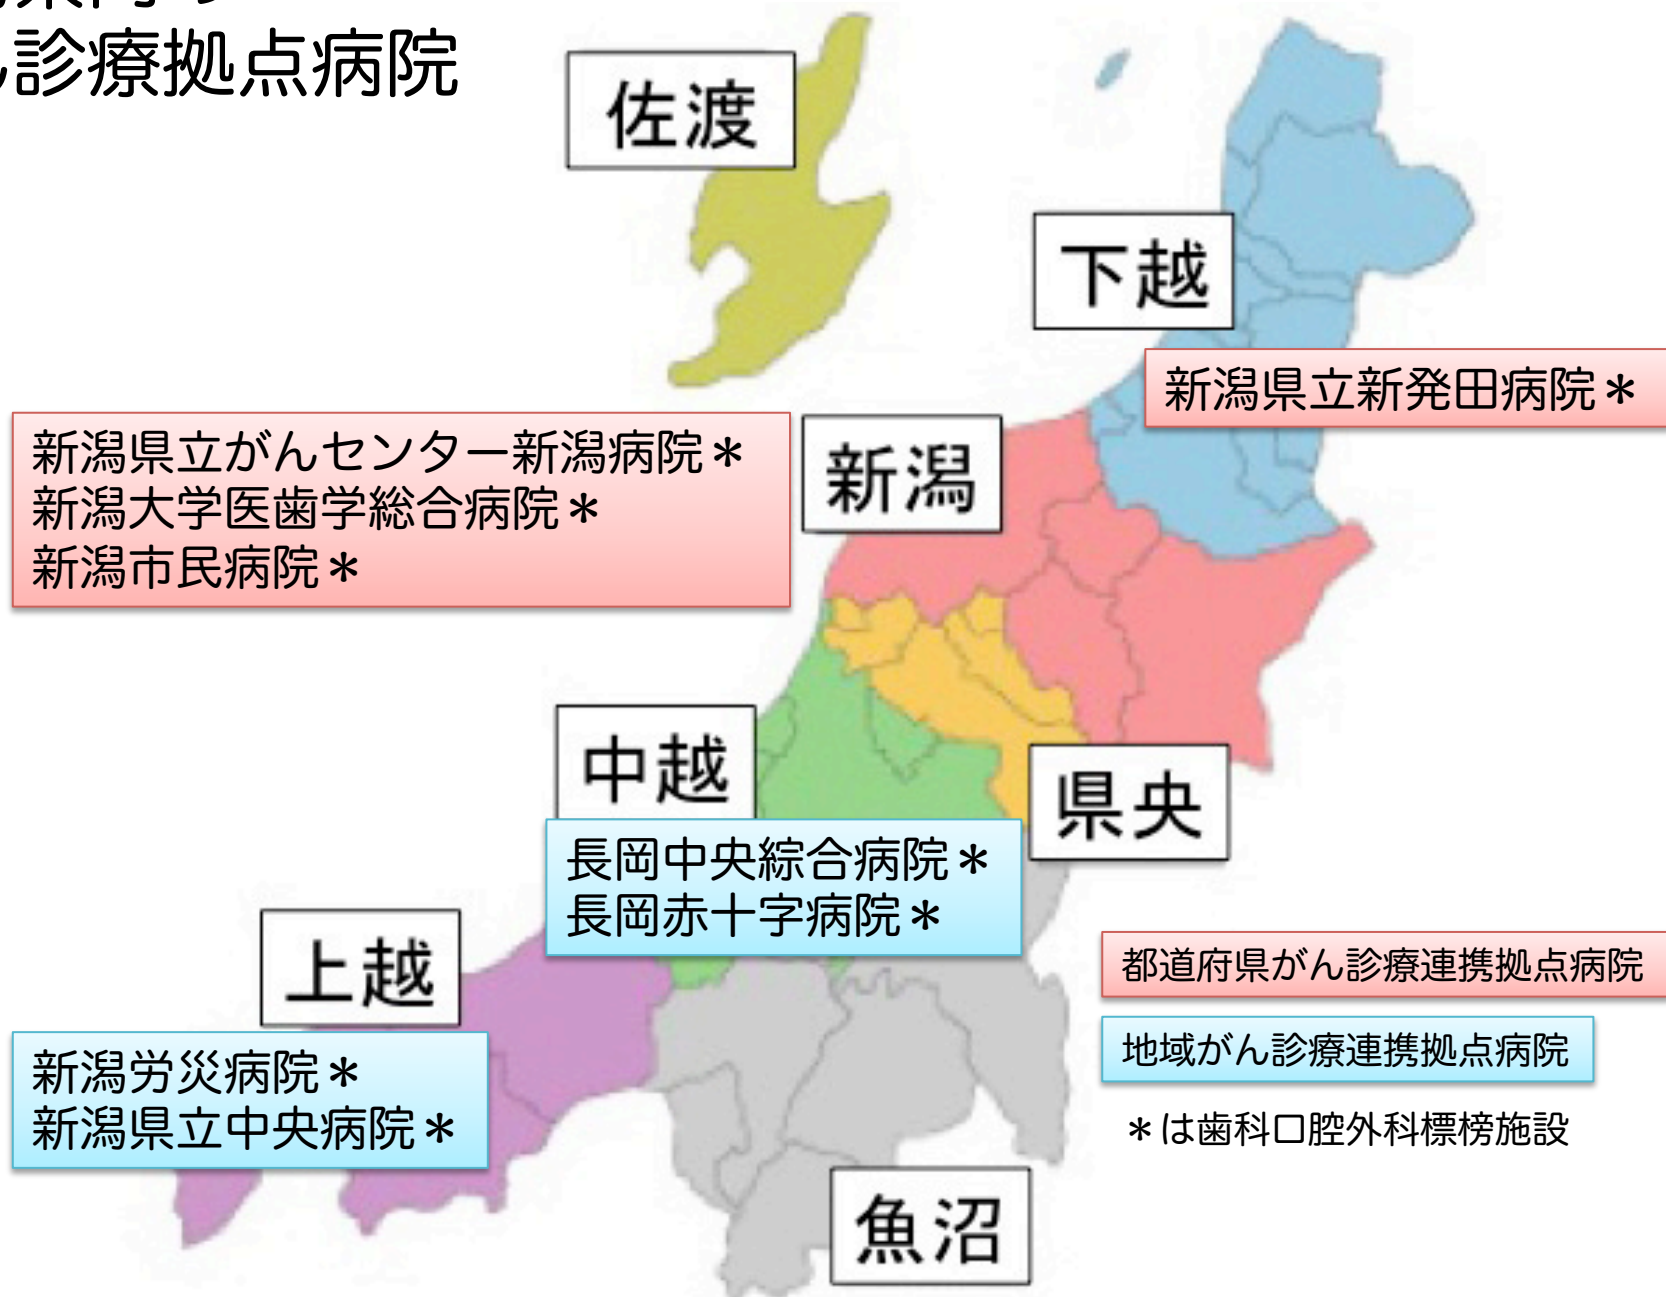 診療拠点病院
佐渡
下越
新潟県立新発田病院＊
新潟
新潟県立がんセンター新潟病院＊
新潟大学医歯学総合病院＊
新潟市民病院＊
中越
県央
長岡中央綜合病院＊
長岡赤十字病院＊
上越
新潟労災病院＊
新潟県立中央病院＊
都道府県がん診療連携拠点病院
地域がん診療連携拠点病院
＊は歯科口腔外科標榜施設
魚沼